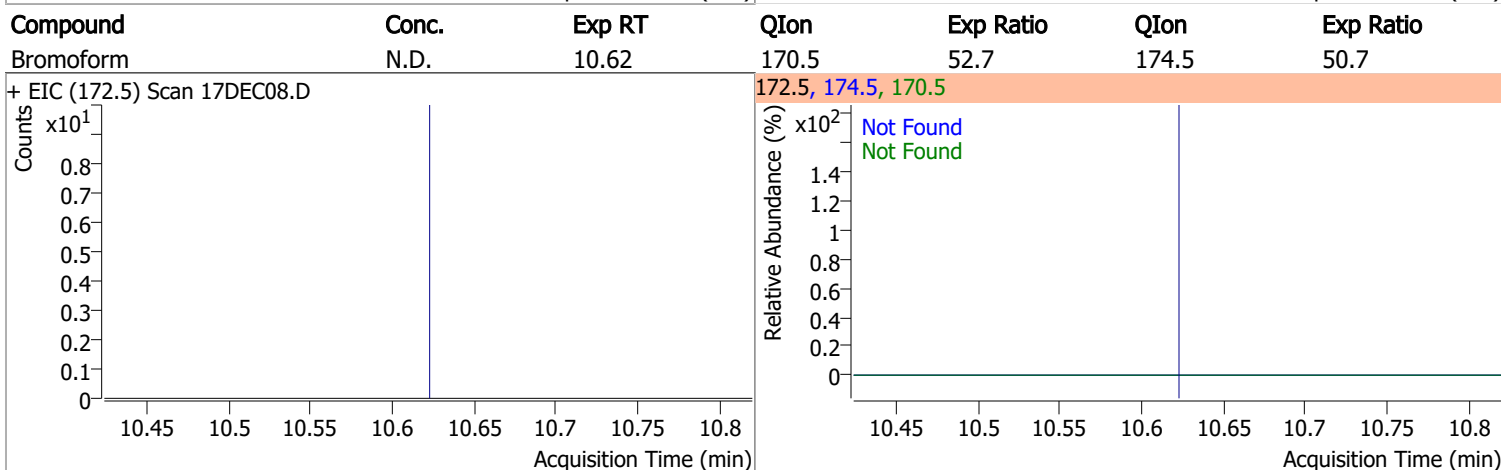 Compound Conc. Exp RT QIon Exp Ratio QIon Exp Ratio
Bromoform N.D. 10.62 170.5 52.7 174.5 50.7
+ EIC (172.5) Scan 17DEC08.D
Counts
x10¹
0.8
0.7
0.6
0.5
0.4
0.3
0.2
0.1
0
10.45 10.5 10.55 10.6 10.65 10.7 10.75 10.8
Acquisition Time (min)
172.5, 174.5, 170.5
Relative Abundance (%)
x10²
Not Found
Not Found
1.4
1.2
1
0.8
0.6
0.4
0.2
0
10.45 10.5 10.55 10.6 10.65 10.7 10.75 10.8
Acquisition Time (min)